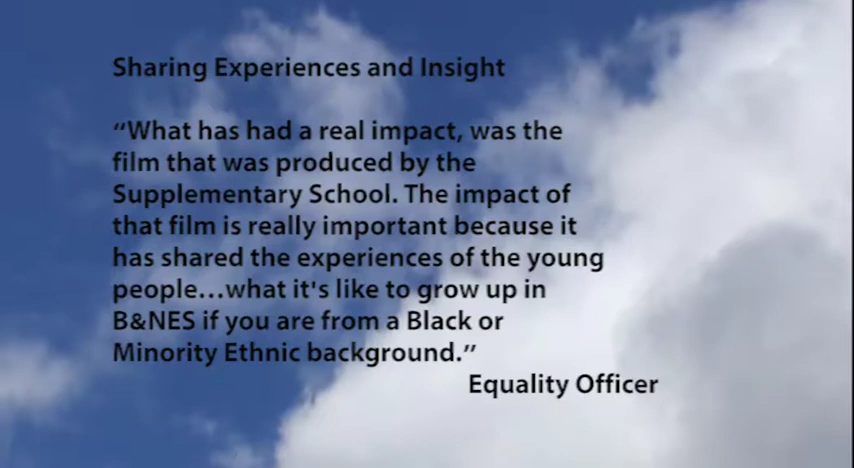 Sharing Experiences and Insight
“What has had a real impact, was the
film that was produced by the
Supplementary School. The impact of
that film is really important because it
has shared the experiences of the young
people...what it's like to grow up in
B&NES if you are from a Black or
Minority Ethnic background.”
Equality Officer